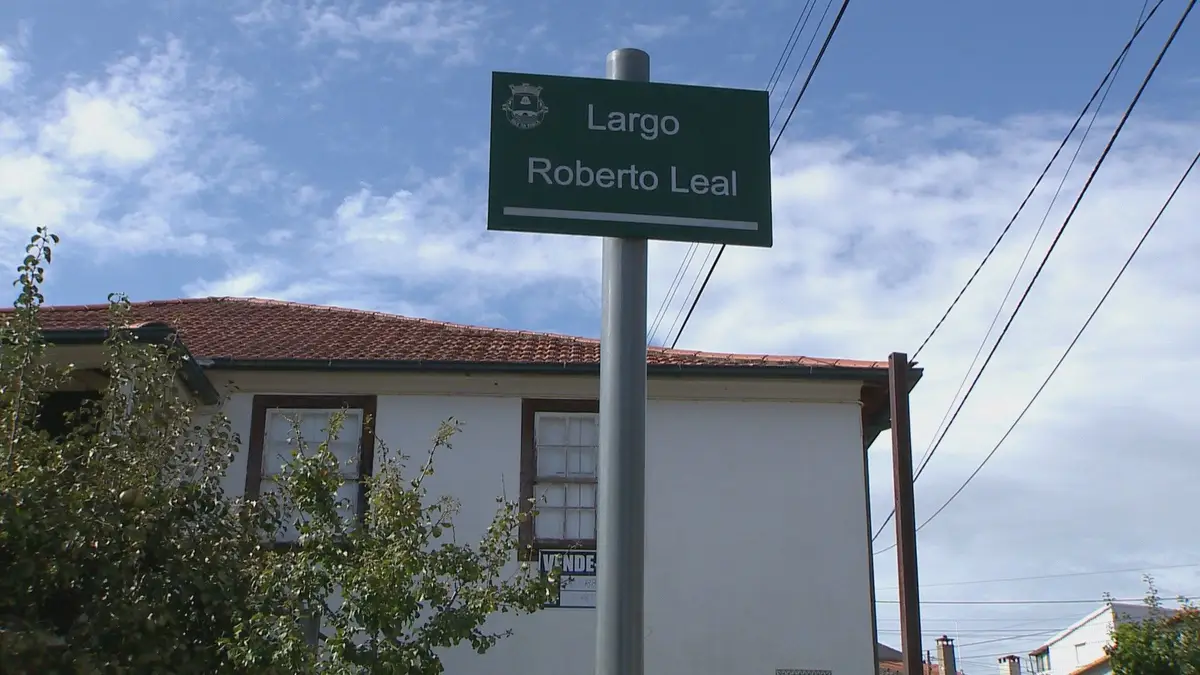 Largo
Roberto Leal
VENDE-